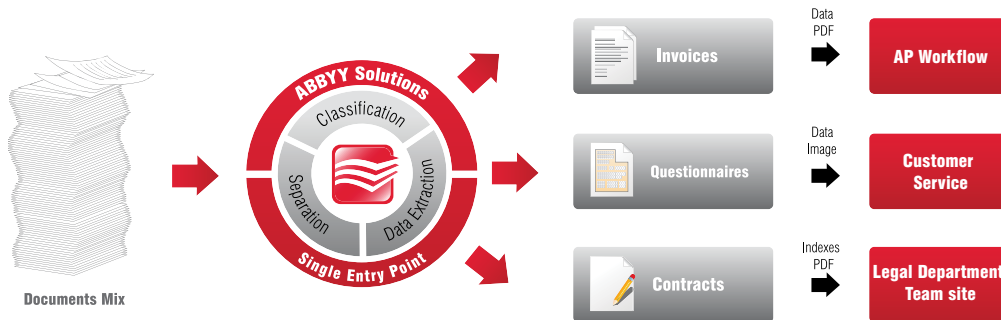 Documents Mix
ABBYY Solutions
Classification
Separation
Data Extraction
Single Entry Point
Invoices
Data
PDF
AP Workflow
Questionnaires
Data
Image
Customer
Service
Contracts
Indexes
PDF
Legal Department
Team site